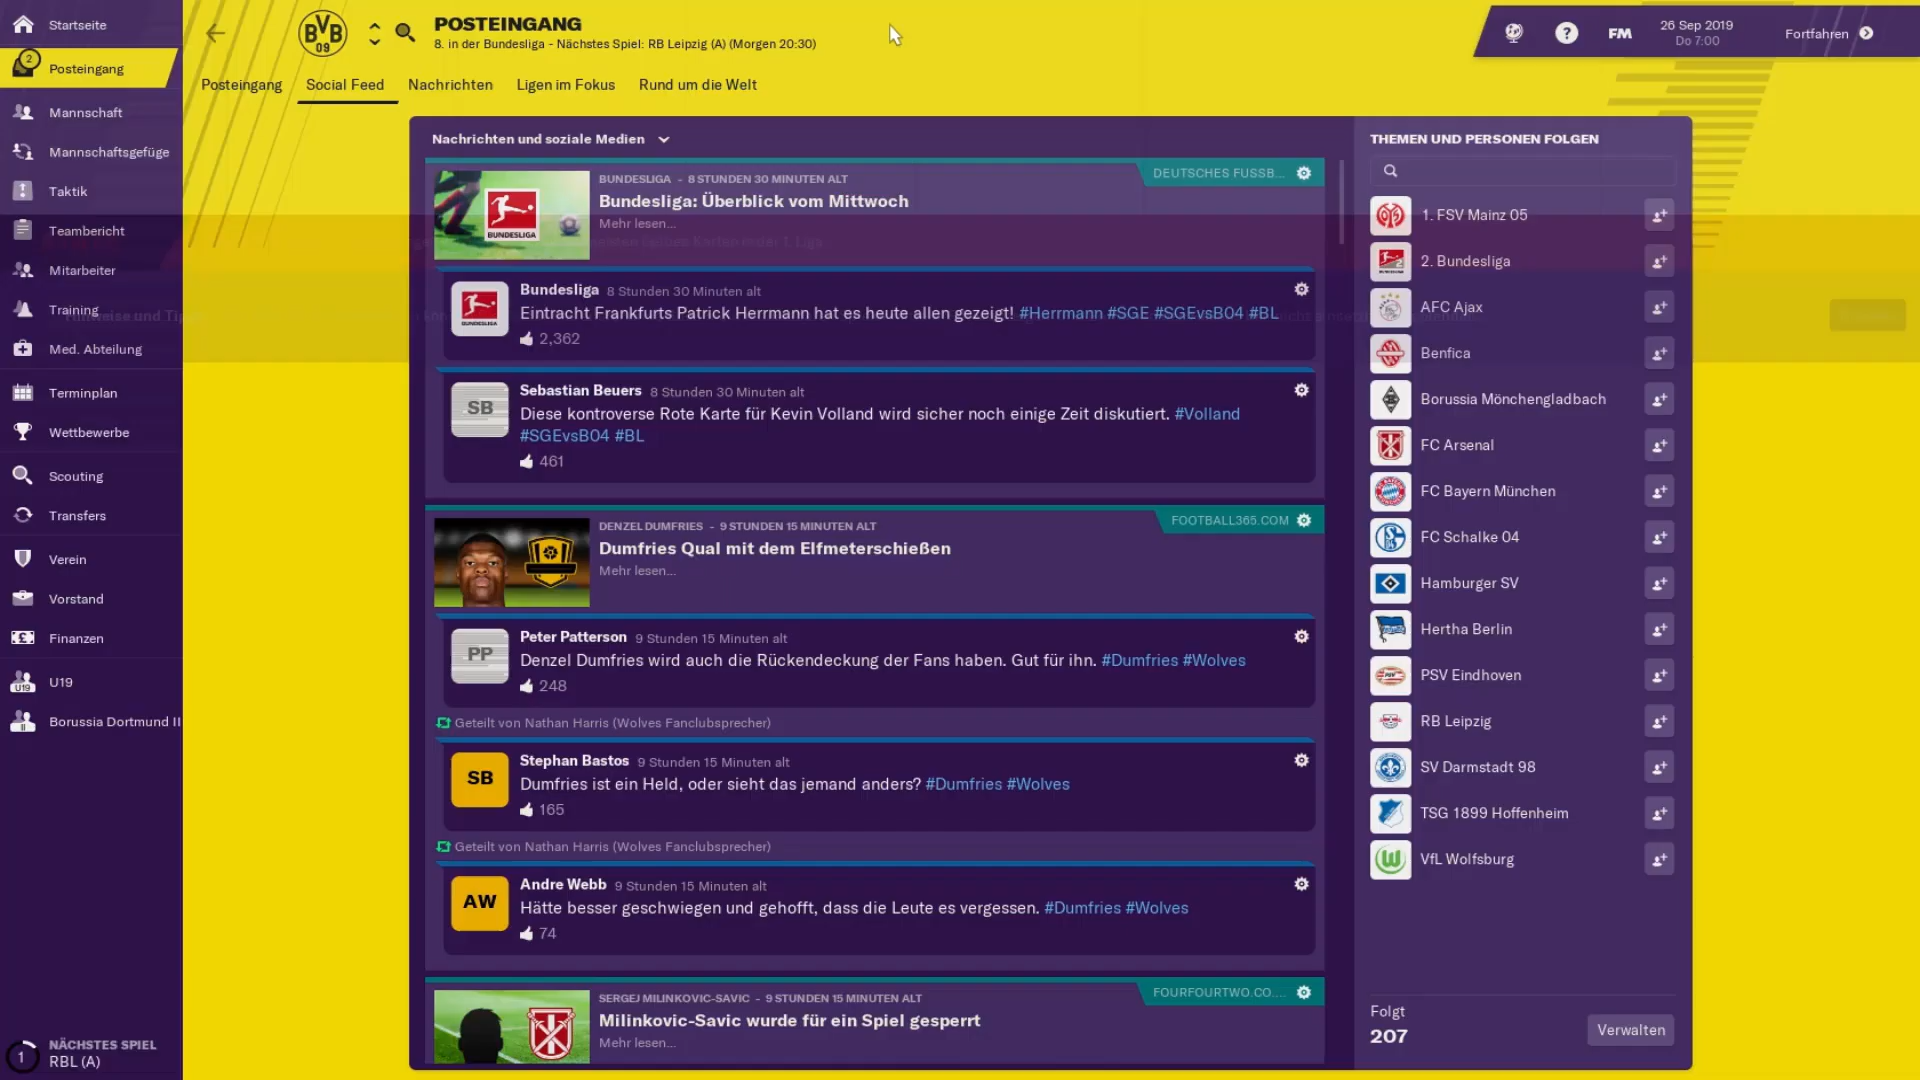 Startseite
2
Posteingang
Mannschaft
Mannschaftsgefüge
Taktik
Teambericht
Mitarbeiter
Training
Med. Abteilung
Terminplan
Wettbewerbe
Scouting
Transfers
Verein
Vorstand
Finanzen
U19
U19
II
Borussia Dortmund II
1
NÄCHSTES SPIEL
RBL (A)
BVB
09
POSTEINGANG
8. in der Bundesliga - Nächstes Spiel: RB Leipzig (A) (Morgen 20:30)
?
FM
26 Sep 2019
Do 7:00
Fortfahren
Posteingang
Social Feed
Nachrichten
Ligen im Fokus
Rund um die Welt
Nachrichten und soziale Medien
BUNDESLIGA - 8 STUNDEN 30 MINUTEN ALT
DEUTSCHES FUSSB...
BUNDESLIGA
Bundesliga: Überblick vom Mittwoch
Mehr lesen...
BUNDESLIGA
Bundesliga 8 Stunden 30 Minuten alt
Eintracht Frankfurts Patrick Herrmann hat es heute allen gezeigt! #Herrmann #SGE #SGEvsB04 #BL
2,362
SB
Sebastian Beuers 8 Stunden 30 Minuten alt
Diese kontroverse Rote Karte für Kevin Volland wird sicher noch einige Zeit diskutiert. #Volland
#SGEvsB04 #BL
461
DENZEL DUMFRIES - 9 STUNDEN 15 MINUTEN ALT
FOOTBALL365.COM
Dumfries Qual mit dem Elfmeterschießen
Mehr lesen...
PP
Peter Patterson 9 Stunden 15 Minuten alt
Denzel Dumfries wird auch die Rückendeckung der Fans haben. Gut für ihn. #Dumfries #Wolves
248
Geteilt von Nathan Harris (Wolves Fanclubsprecher)
SB
Stephan Bastos 9 Stunden 15 Minuten alt
Dumfries ist ein Held, oder sieht das jemand anders? #Dumfries #Wolves
165
Geteilt von Nathan Harris (Wolves Fanclubsprecher)
AW
Andre Webb 9 Stunden 15 Minuten alt
Hätte besser geschwiegen und gehofft, dass die Leute es vergessen. #Dumfries #Wolves
74
SERGEJ MILINKOVIC-SAVIC - 9 STUNDEN 15 MINUTEN ALT
FOURFOURTWO.CO....
Milinkovic-Savic wurde für ein Spiel gesperrt
Mehr lesen...
THEMEN UND PERSONEN FOLGEN
1. FSV Mainz 05
2. Bundesliga
AFC Ajax
Benfica
Borussia Mönchengladbach
FC Arsenal
FC Bayern München
FC Schalke 04
Hamburger SV
Hertha Berlin
PSV Eindhoven
RB Leipzig
SV Darmstadt 98
TSG 1899 Hoffenheim
VfL Wolfsburg
Folgt
207
Verwalten